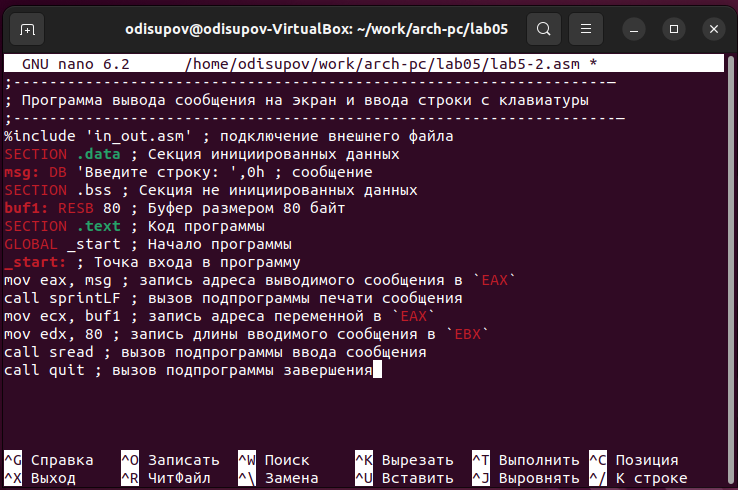 odisupov@odisupov-VirtualBox: ~/work/arch-pc/lab05
GNU nano 6.2 /home/odisupov/work/arch-pc/lab05/lab5-2.asm *
;------------------------------------------------------------------—
; Программа вывода сообщения на экран и ввода строки с клавиатуры
;-------------------------------------------------------------------—
%include 'in_out.asm' ; подключение внешнего файла
SECTION .data ; Секция инициированных данных
msg: DB 'Введите строку: ',0h ; сообщение
SECTION .bss ; Секция не инициированных данных
buf1: RESB 80 ; Буфер размером 80 байт
SECTION .text ; Код программы
GLOBAL _start ; Начало программы
_start: ; Точка входа в программу
mov eax, msg ; запись адреса выводимого сообщения в `EAX`
call sprintLF ; вызов подпрограммы печати сообщения
mov ecx, buf1 ; запись адреса переменной в `EAX`
mov edx, 80 ; запись длины вводимого сообщения в `EBX`
call sread ; вызов подпрограммы ввода сообщения
call quit ; вызов подпрограммы завершения
^G Справка ^O Записать ^W Поиск ^K Вырезать ^T Выполнить ^C Позиция
^X Выход ^R ЧитФайл ^\ Замена ^U Вставить ^J Выровнять ^/ К строке